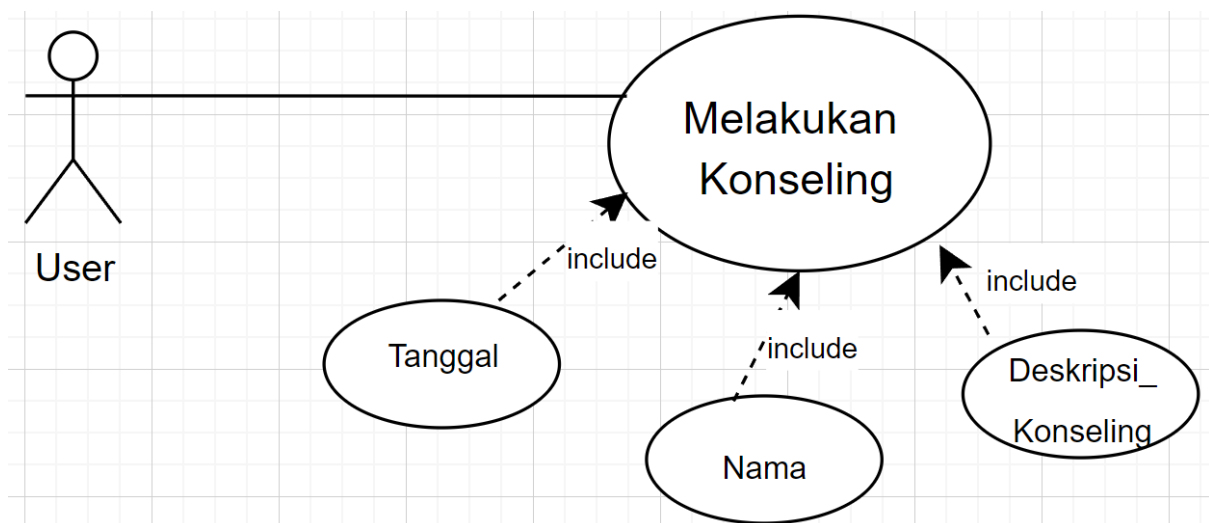 Melakukan
Konseling
User
include
include
include
Tanggal
Deskripsi_
Konseling
Nama